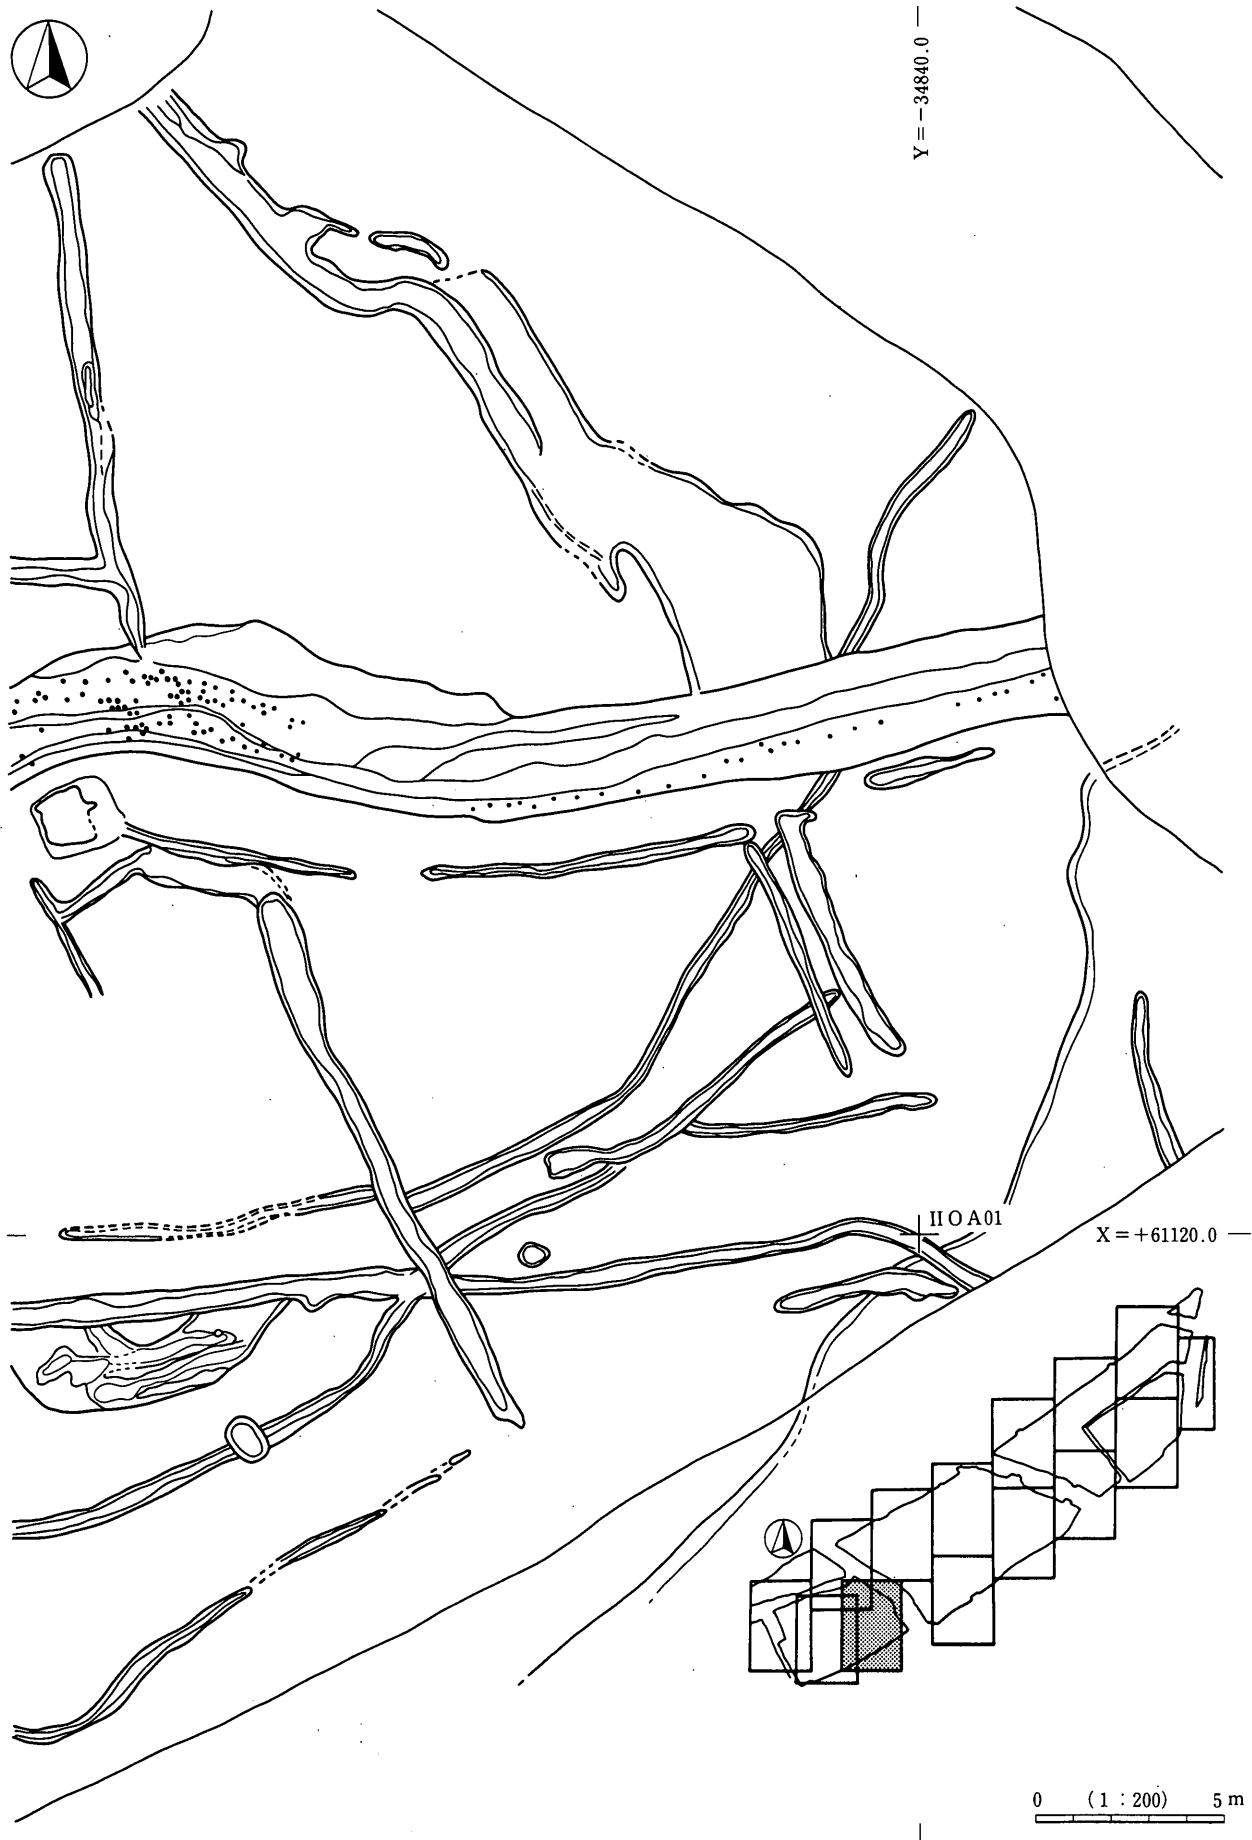 Y = −34840.0
II O A01
X = +61120.0
0 (1 : 200) 5 m